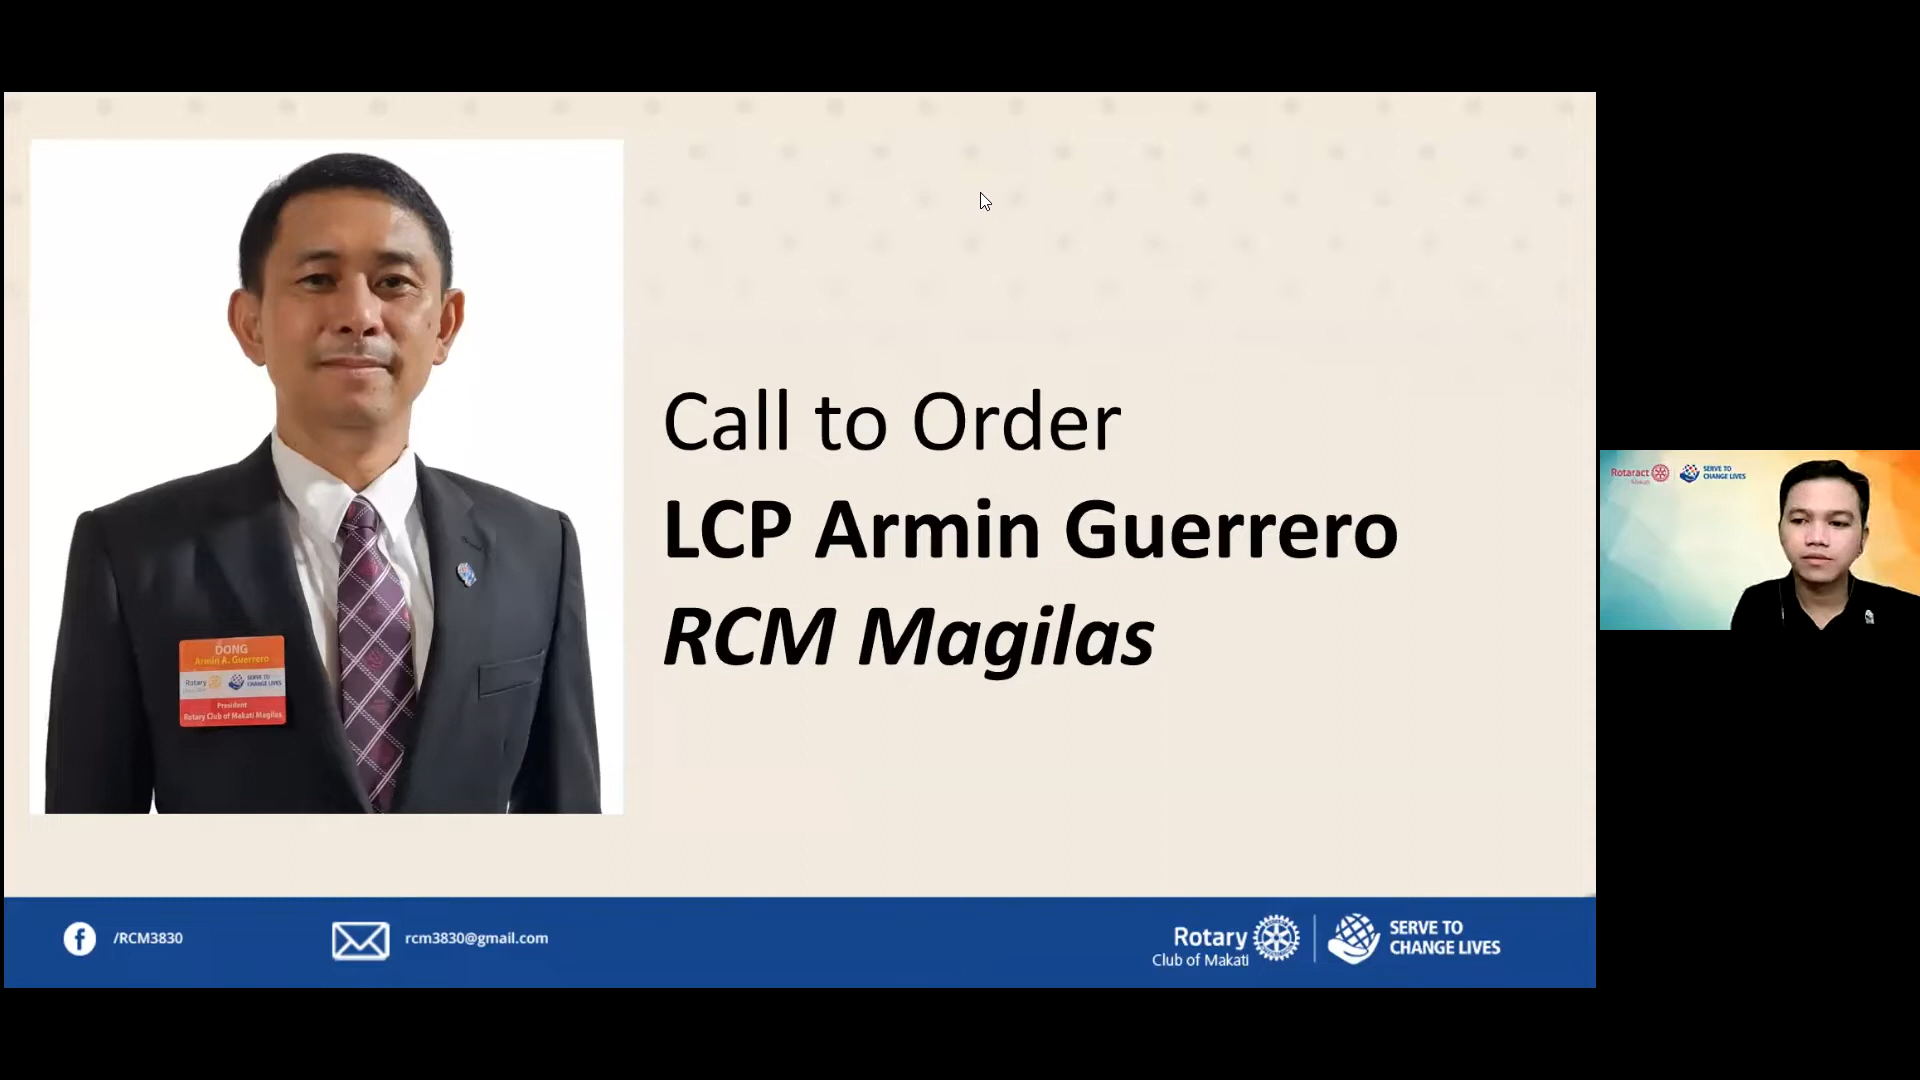 Call to Order
LCP Armin Guerrero
RCM Magilas
DONG
Armin A. Guerrero
Rotary
SERVE TO
CHANGE LIVES
President
Rotary Club of Makati Magilas
/RCM3830
rcm3830@gmail.com
Rotary
Club of Makati
SERVE TO
CHANGE LIVES
Rotaract
Makati
SERVE TO
CHANGE LIVES